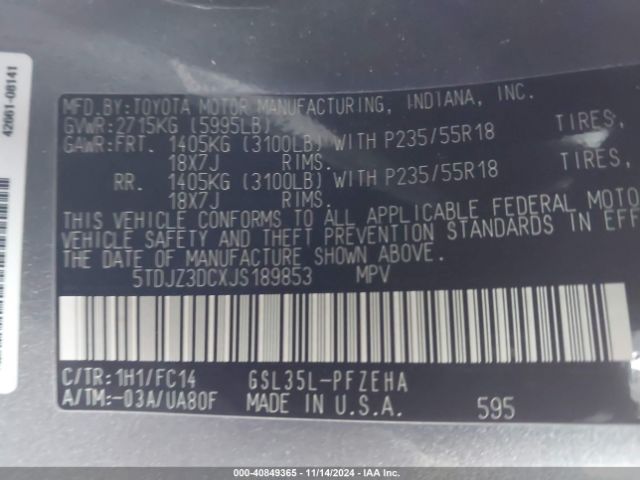 42661-08141
MFD.BY:TOYOTA MOTOR MANUFACTURING, INDIANA, INC.
GVWR:2715KG (5995LB)
GAWR:FRT. 1405KG (3100LB) WITH P235/55R18 TIRES,
18X7J RIMS.
RR. 1405KG (3100LB) WITH P235/55R18 TIRES,
18X7J RIMS.
THIS VEHICLE CONFORMS TO ALL APPLICABLE FEDERAL MOTO
VEHICLE SAFETY AND THEFT PREVENTION STANDARDS IN EFF
THE DATE OF MANUFACTURE SHOWN ABOVE.
5TDJZ3DCXJS189853 MPV
C/TR:1H1/FC14 GSL35L-PFZEHA
A/TM:-03A/UA80F MADE IN U.S.A. 595
000-40849365 - 11/14/2024 - IAA Inc.